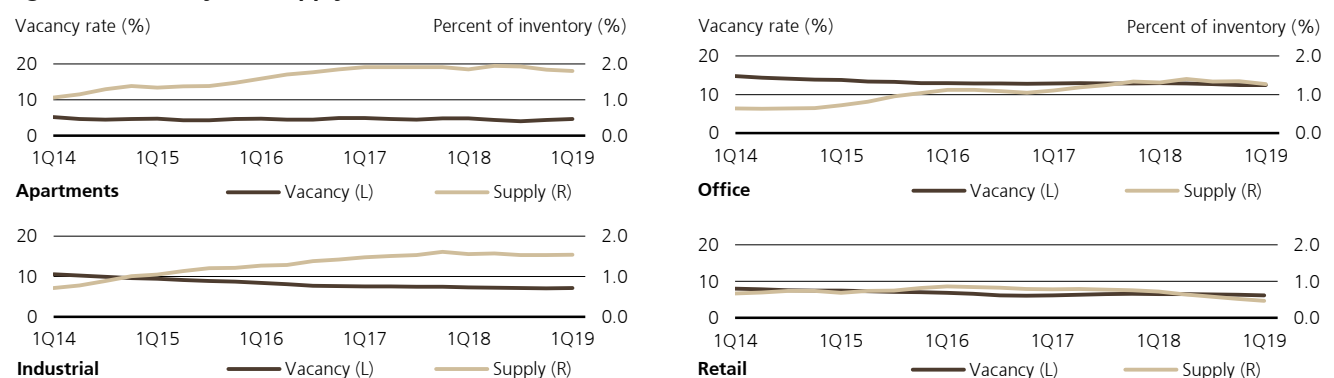 Vacancy rate (%) Percent of inventory (%)
20 2.0
10 1.0
0 0.0
1Q14 1Q15 1Q16 1Q17 1Q18 1Q19
Apartments Vacancy (L) Supply (R)
Vacancy rate (%) Percent of inventory (%)
20 2.0
10 1.0
0 0.0
1Q14 1Q15 1Q16 1Q17 1Q18 1Q19
Office Vacancy (L) Supply (R)
20 2.0
10 1.0
0 0.0
1Q14 1Q15 1Q16 1Q17 1Q18 1Q19
Industrial Vacancy (L) Supply (R)
20 2.0
10 1.0
0 0.0
1Q14 1Q15 1Q16 1Q17 1Q18 1Q19
Retail Vacancy (L) Supply (R)